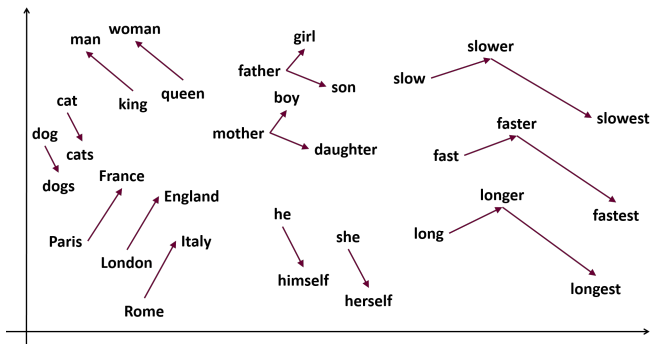 woman
man
king
queen
cat
dog
cats
dogs
France
England
Italy
Paris
London
Rome
girl
father
son
boy
mother
daughter
he
himself
she
herself
slower
slow
slowest
faster
fast
fastest
longer
long
longest